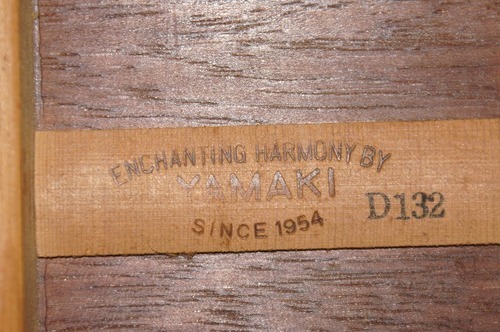 ENCHANTING HARMONY BY
YAMAKI
SINCE 1954
D132